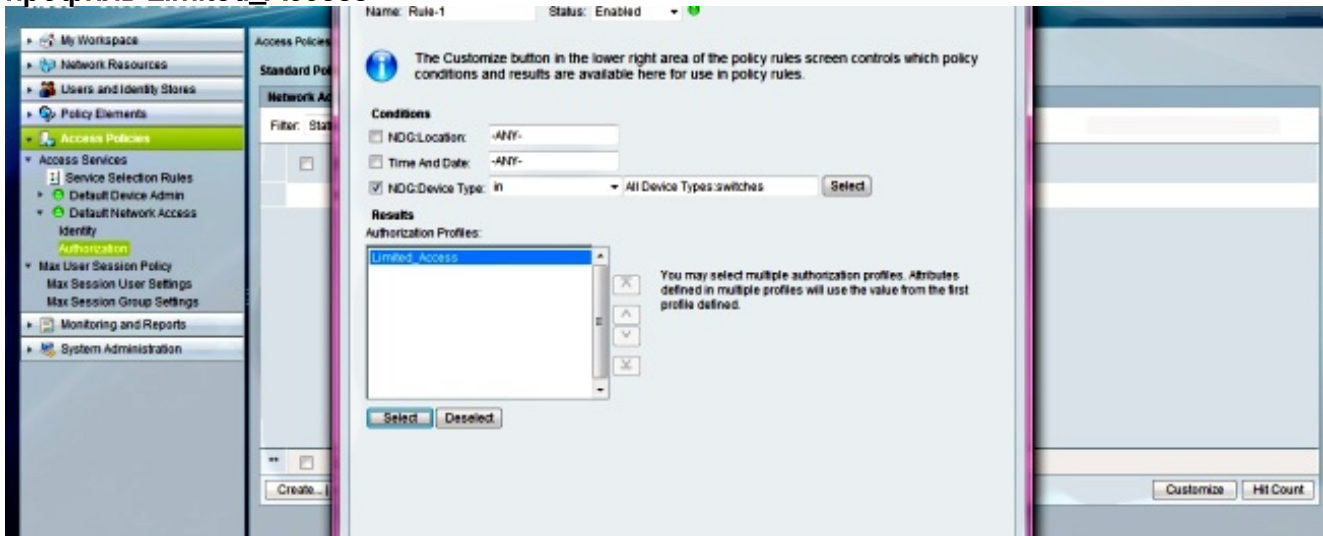 профиль Limited_Access
Name: Rule-1 Status: Enabled
My Workspace
Network Resources
Users and Identity Stores
Policy Elements
Access Policies
Access Services
Service Selection Rules
Default Device Admin
Default Network Access
Identity
Authorization
Max User Session Policy
Max Session User Settings
Max Session Group Settings
Monitoring and Reports
System Administration
Access Policies
Standard Pol
Network Ac
Filter: Stat
The Customize button in the lower right area of the policy rules screen controls which policy
conditions and results are available here for use in policy rules.
Conditions
NDG:Location: -ANY-
Time And Date: -ANY-
NDG:Device Type: in All Device Types:switches Select
Results
Authorization Profiles:
Limited_Access
You may select multiple authorization profiles. Attributes
defined in multiple profiles will use the value from the first
profile defined.
Select Deselect
**
Create... |
Customize Hit Count